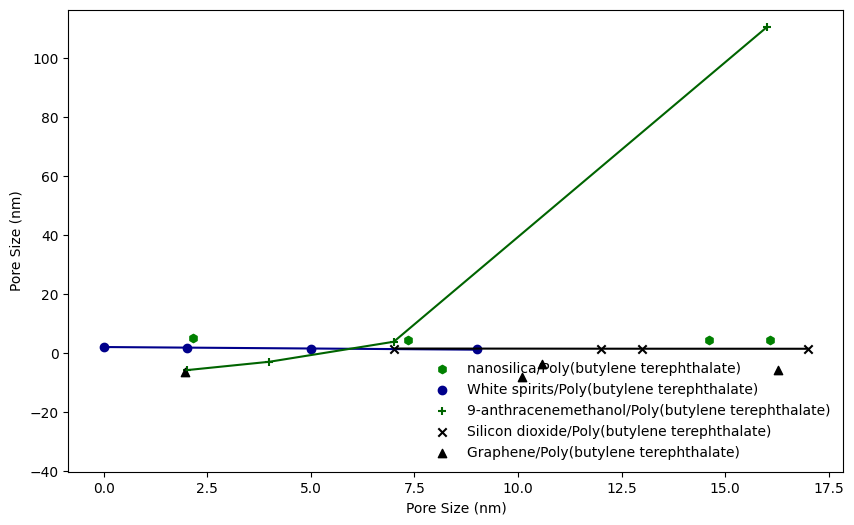 100
80
60
40
20
0
−20
−40
Pore Size (nm)
nanosilica/Poly(butylene terephthalate)
White spirits/Poly(butylene terephthalate)
9-anthracenemethanol/Poly(butylene terephthalate)
Silicon dioxide/Poly(butylene terephthalate)
Graphene/Poly(butylene terephthalate)
0.0 2.5 5.0 7.5 10.0 12.5 15.0 17.5
Pore Size (nm)